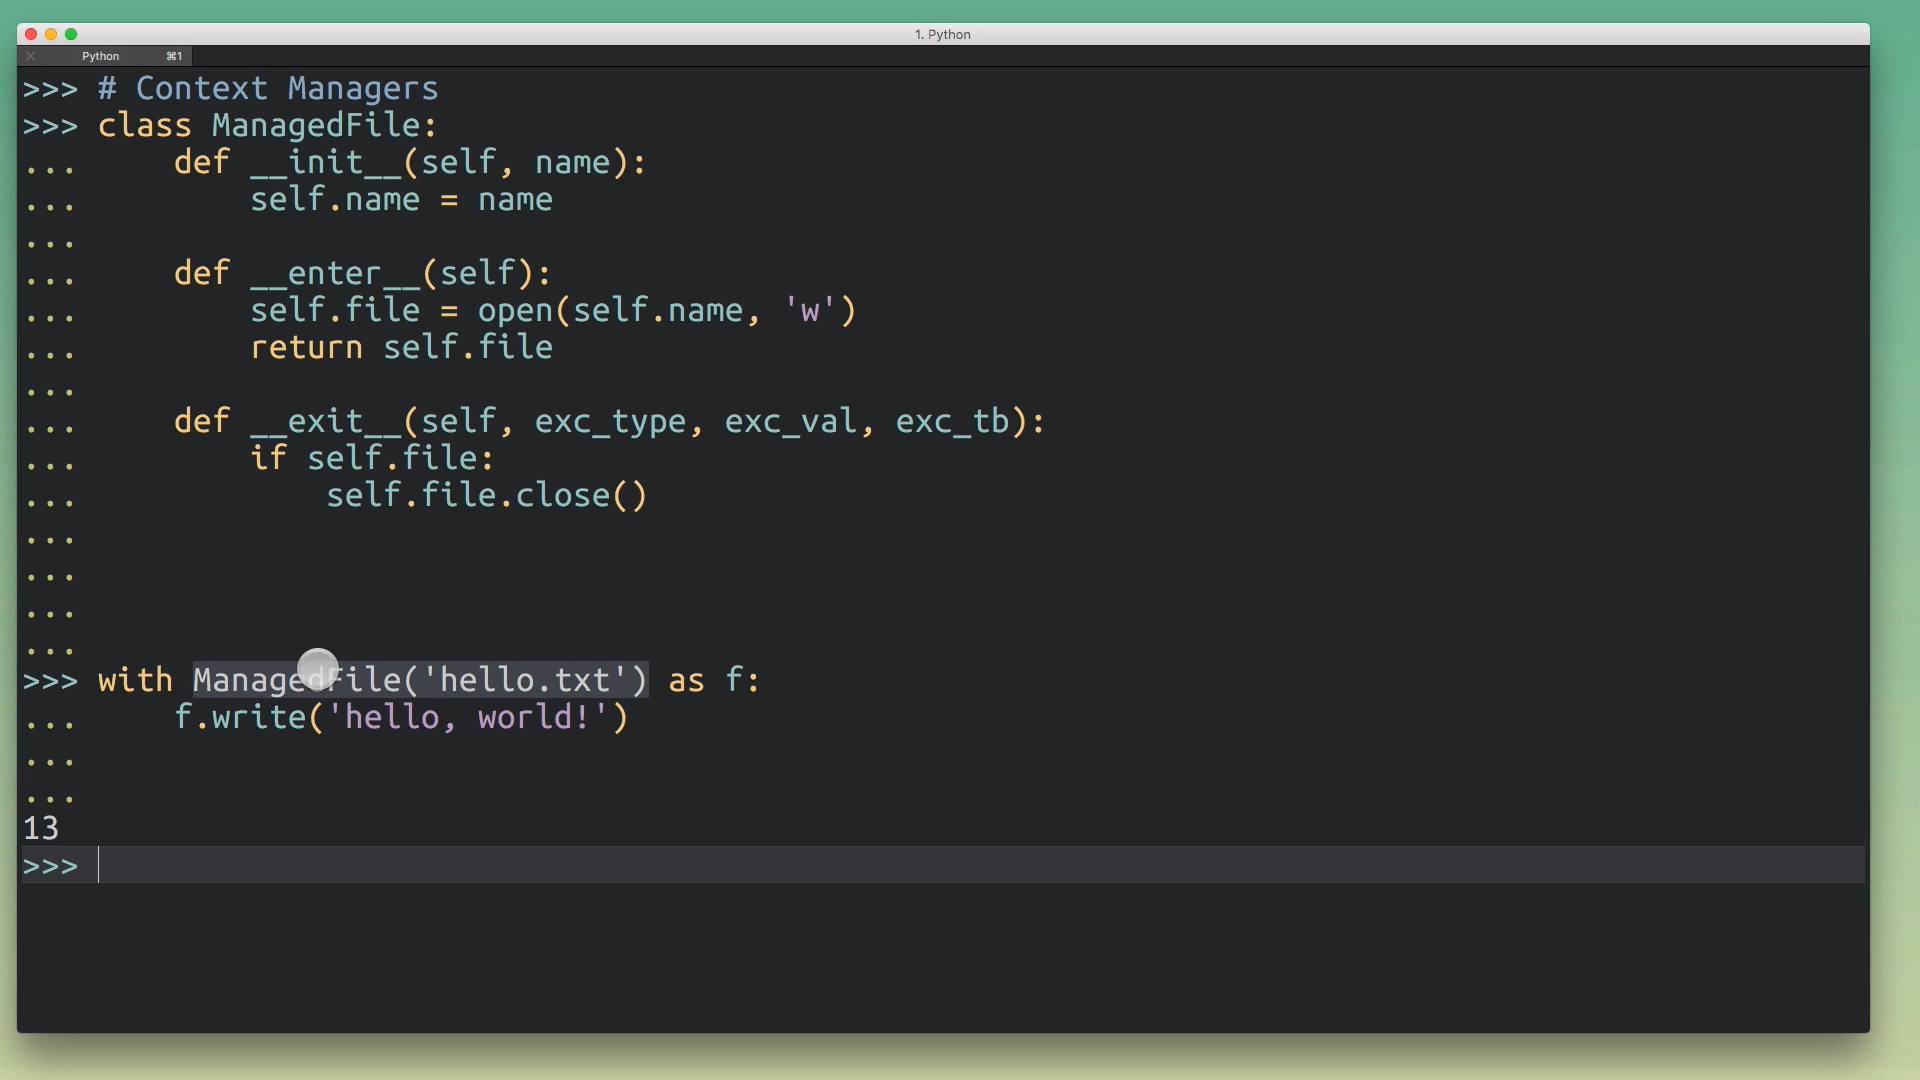 1. Python
Python ⌘1
>>> # Context Managers
>>> class ManagedFile:
...     def __init__(self, name):
...         self.name = name
...
...     def __enter__(self):
...         self.file = open(self.name, 'w')
...         return self.file
...
...     def __exit__(self, exc_type, exc_val, exc_tb):
...         if self.file:
...             self.file.close()
...
...
...
...
>>> with ManagedFile('hello.txt') as f:
...     f.write('hello, world!')
...
...
13
>>>